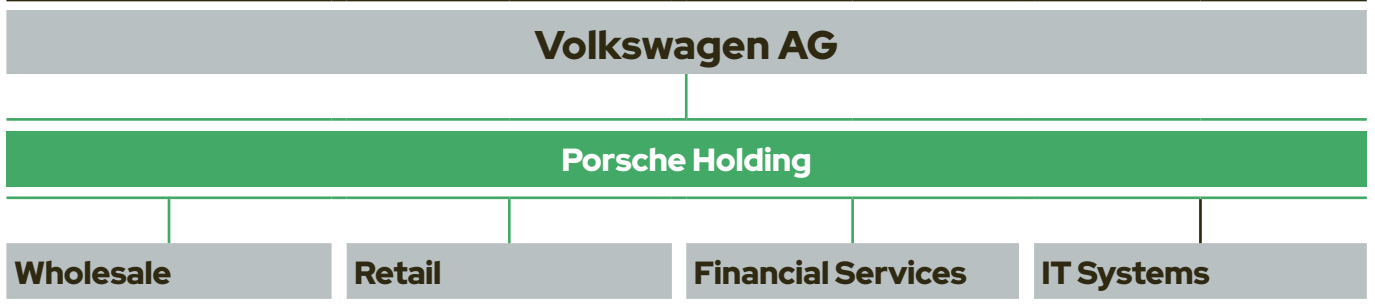 Volkswagen AG
Porsche Holding
Wholesale
Retail
Financial Services
IT Systems